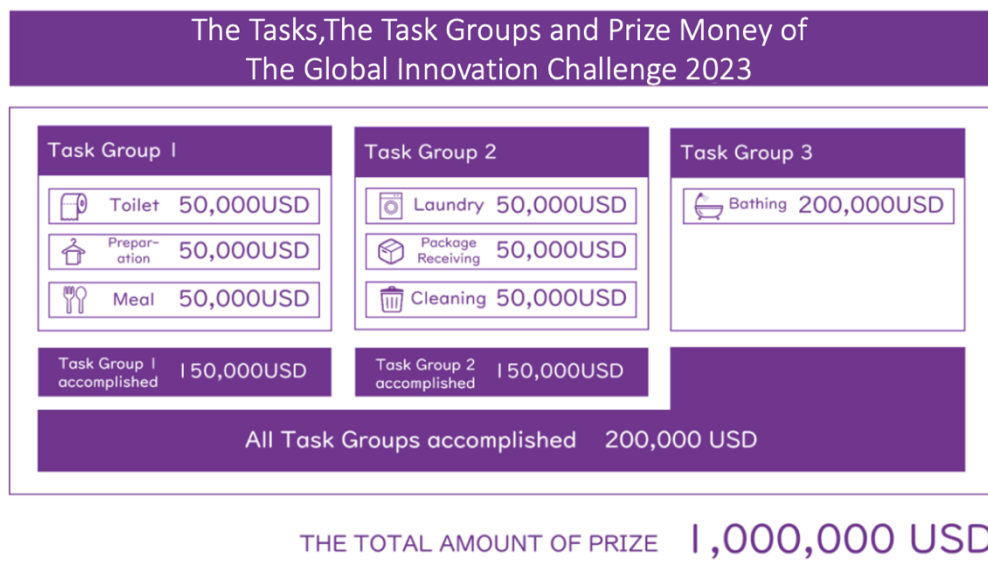 The Tasks,The Task Groups and Prize Money of
The Global Innovation Challenge 2023
Task Group 1
Toilet 50,000USD
Prepar-
ation 50,000USD
Meal 50,000USD
Task Group 1
accomplished 150,000USD
Task Group 2
Laundry 50,000USD
Package
Receiving 50,000USD
Cleaning 50,000USD
Task Group 2
accomplished 150,000USD
Task Group 3
Bathing 200,000USD
All Task Groups accomplished 200,000 USD
THE TOTAL AMOUNT OF PRIZE 1,000,000 USD